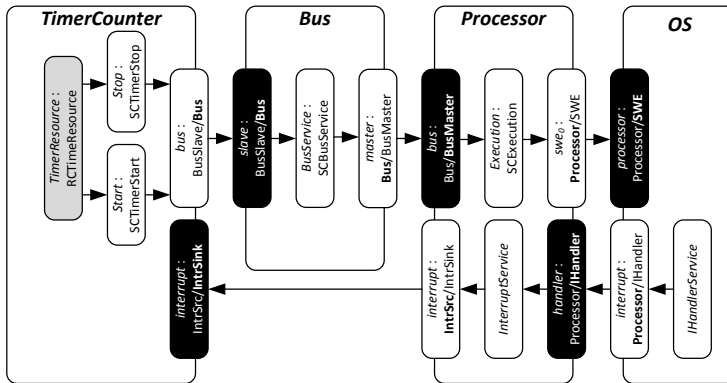 TimerCounter
Bus
Processor
OS
TimerResource :
RCTimeResource
Stop :
SCTimerStop
Start :
SCTimerStart
bus :
BusSlave/Bus
interrupt :
IntrSrc/IntrSink
slave :
BusSlave/Bus
BusService :
SCBusService
master :
Bus/BusMaster
bus :
Bus/BusMaster
Execution :
SCExecution
swe0 :
Processor/SWE
interrupt :
IntrSrc/IntrSink
InterruptService
handler :
Processor/IHandler
processor :
Processor/SWE
interrupt :
Processor/IHandler
IHandlerService